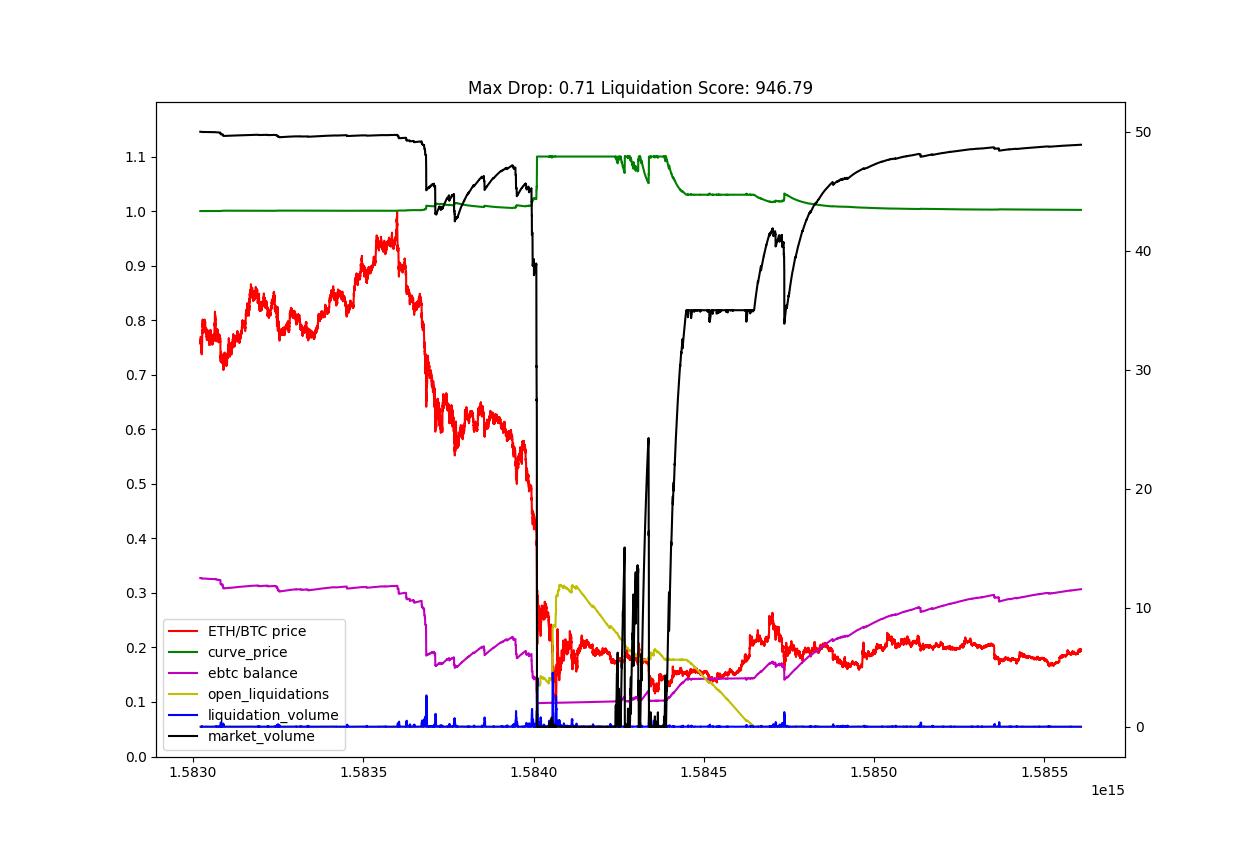 Max Drop: 0.71 Liquidation Score: 946.79
1.1
1.0
0.9
0.8
0.7
0.6
0.5
0.4
0.3
0.2
0.1
0.0
50
40
30
20
10
0
ETH/BTC price
curve_price
ebtc balance
open_liquidations
liquidation_volume
market_volume
1.5830 1.5835 1.5840 1.5845 1.5850 1.5855
1e15